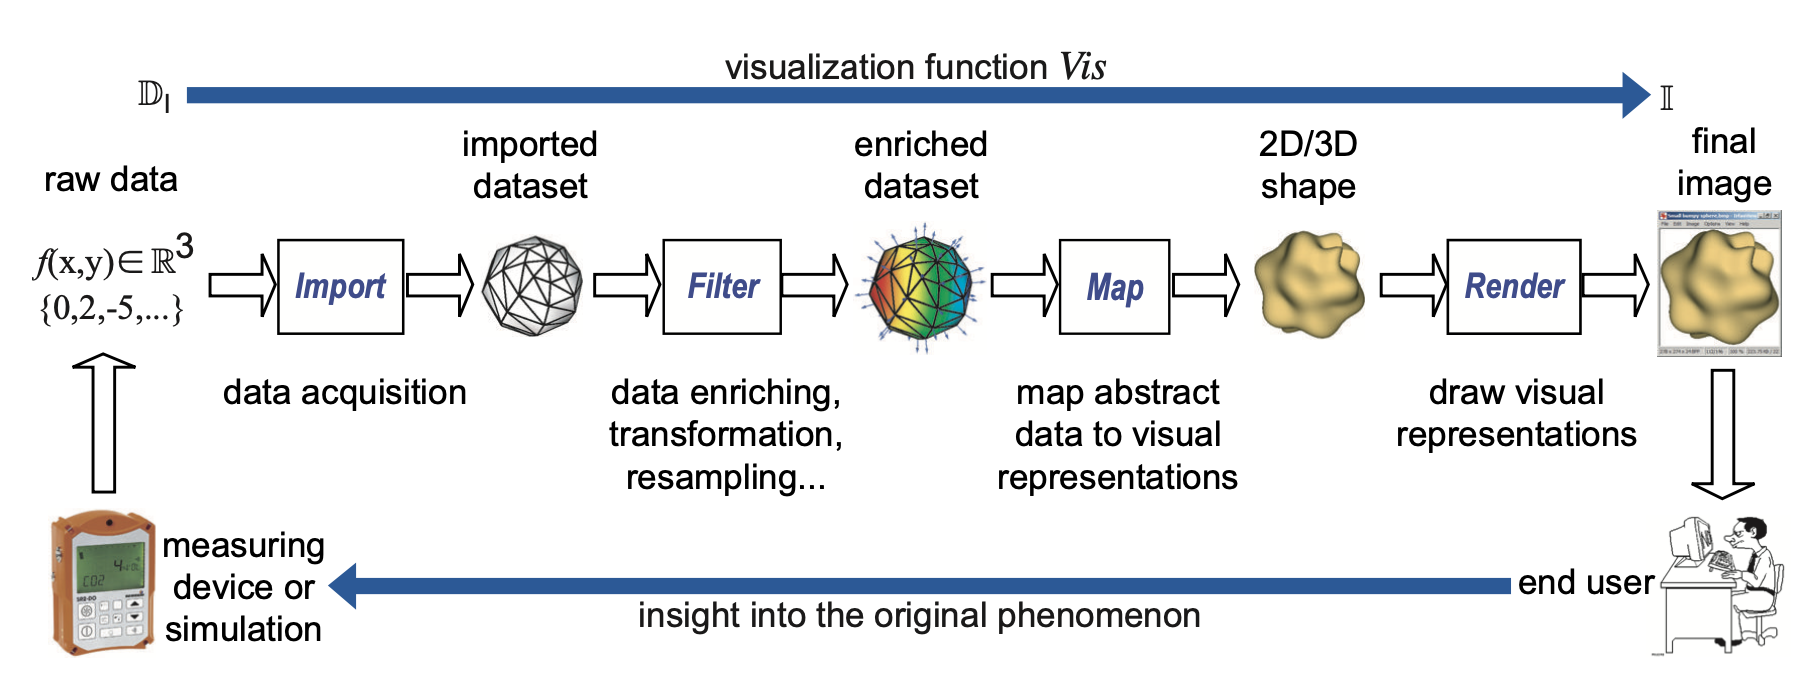 visualization function Vis
𝔻I
𝕀
raw data
imported
dataset
enriched
dataset
2D/3D
shape
final
image
f(x,y)∈ ℝ3
{0,2,-5,...}
Import
Filter
Map
Render
data acquisition
data enriching,
transformation,
resampling...
map abstract
data to visual
representations
draw visual
representations
measuring
device or
simulation
CO2
insight into the original phenomenon
end user